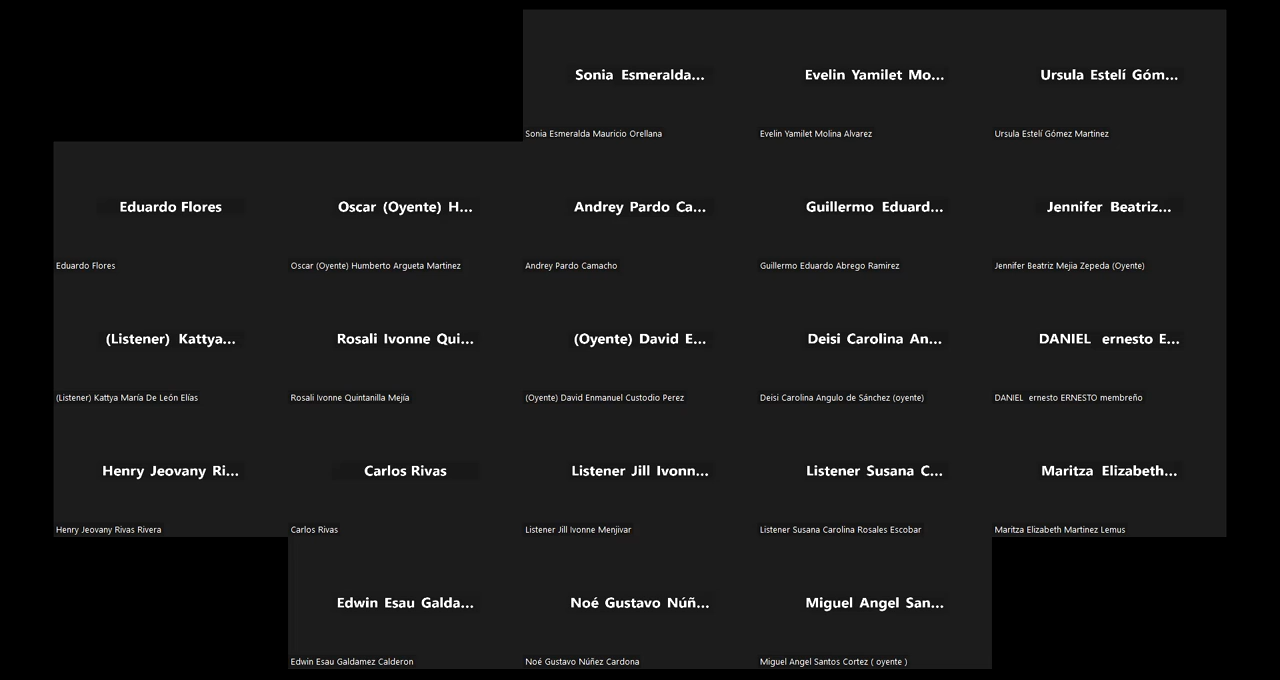 Sonia Esmeralda...
Evelin Yamilet Mo...
Ursula Estelí Góm...
Sonia Esmeralda Mauricio Orellana
Evelin Yamilet Molina Alvarez
Ursula Estelí Gómez Martinez
Eduardo Flores
Oscar (Oyente) H...
Andrey Pardo Ca...
Guillermo Eduard...
Jennifer Beatriz...
Eduardo Flores
Oscar (Oyente) Humberto Argueta Martinez
Andrey Pardo Camacho
Guillermo Eduardo Abrego Ramirez
Jennifer Beatriz Mejia Zepeda (Oyente)
(Listener) Kattya...
Rosali Ivonne Qui...
(Oyente) David E...
Deisi Carolina An...
DANIEL ernesto E...
(Listener) Kattya María De León Elías
Rosali Ivonne Quintanilla Mejía
(Oyente) David Enmanuel Custodio Perez
Deisi Carolina Angulo de Sánchez (oyente)
DANIEL ernesto ERNESTO membreño
Henry Jeovany Ri...
Carlos Rivas
Listener Jill Ivonn...
Listener Susana C...
Maritza Elizabeth...
Henry Jeovany Rivas Rivera
Carlos Rivas
Listener Jill Ivonne Menjivar
Listener Susana Carolina Rosales Escobar
Maritza Elizabeth Martinez Lemus
Edwin Esau Galda...
Noé Gustavo Núñ...
Miguel Angel San...
Edwin Esau Galdamez Calderon
Noé Gustavo Núñez Cardona
Miguel Angel Santos Cortez ( oyente )